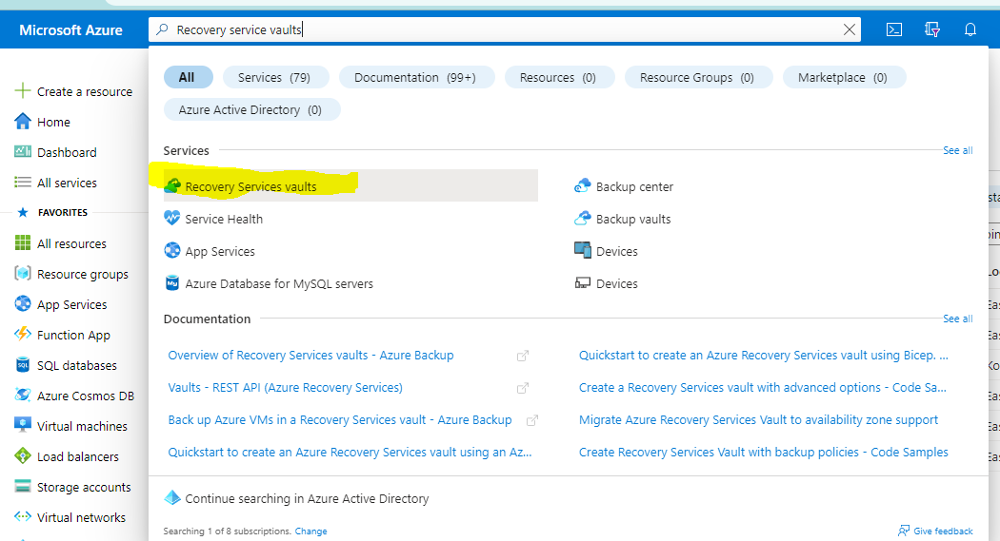 Microsoft Azure
Recovery service vaults
All
Services (79)
Documentation (99+)
Resources (0)
Resource Groups (0)
Marketplace (0)
Azure Active Directory (0)
Create a resource
Home
Dashboard
All services
FAVORITES
All resources
Resource groups
App Services
Function App
SQL databases
Azure Cosmos DB
Virtual machines
Load balancers
Storage accounts
Virtual networks
Services
See all
Recovery Services vaults
Service Health
App Services
Azure Database for MySQL servers
Backup center
Backup vaults
Devices
Devices
Documentation
See all
Overview of Recovery Services vaults - Azure Backup
Vaults - REST API (Azure Recovery Services)
Back up Azure VMs in a Recovery Services vault - Azure Backup
Quickstart to create an Azure Recovery Services vault using an Az...
Quickstart to create an Azure Recovery Services vault using Bicep. ...
Create a Recovery Services vault with advanced options - Code Sa...
Migrate Azure Recovery Services Vault to availability zone support
Create Recovery Services Vault with backup policies - Code Samples
Continue searching in Azure Active Directory
Searching 1 of 8 subscriptions. Change
Give feedback